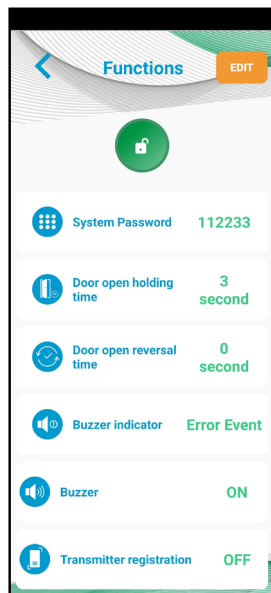 Functions
EDIT
System Password 112233
Door open holding time 3 second
Door open reversal time 0 second
Buzzer indicator Error Event
Buzzer ON
Transmitter registration OFF